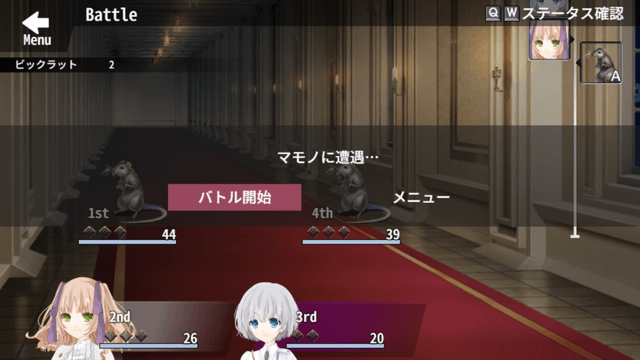 Battle
Menu
Q W ステータス確認
ビックラット 2
A
マモノに遭遇…
バトル開始 メニュー
1st 4th
44 39
2nd 3rd
26 20